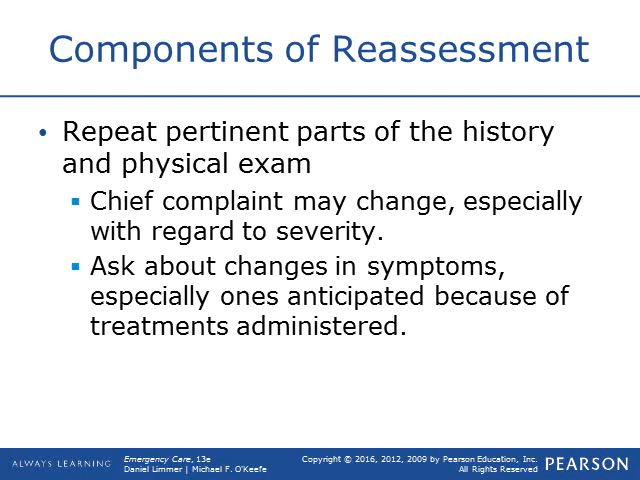 Components of Reassessment
• Repeat pertinent parts of the history
and physical exam
▪ Chief complaint may change, especially
with regard to severity.
▪ Ask about changes in symptoms,
especially ones anticipated because of
treatments administered.
ALWAYS LEARNING
Emergency Care, 13e
Daniel Limmer | Michael F. O'Keefe
Copyright © 2016, 2012, 2009 by Pearson Education, Inc.
All Rights Reserved
PEARSON